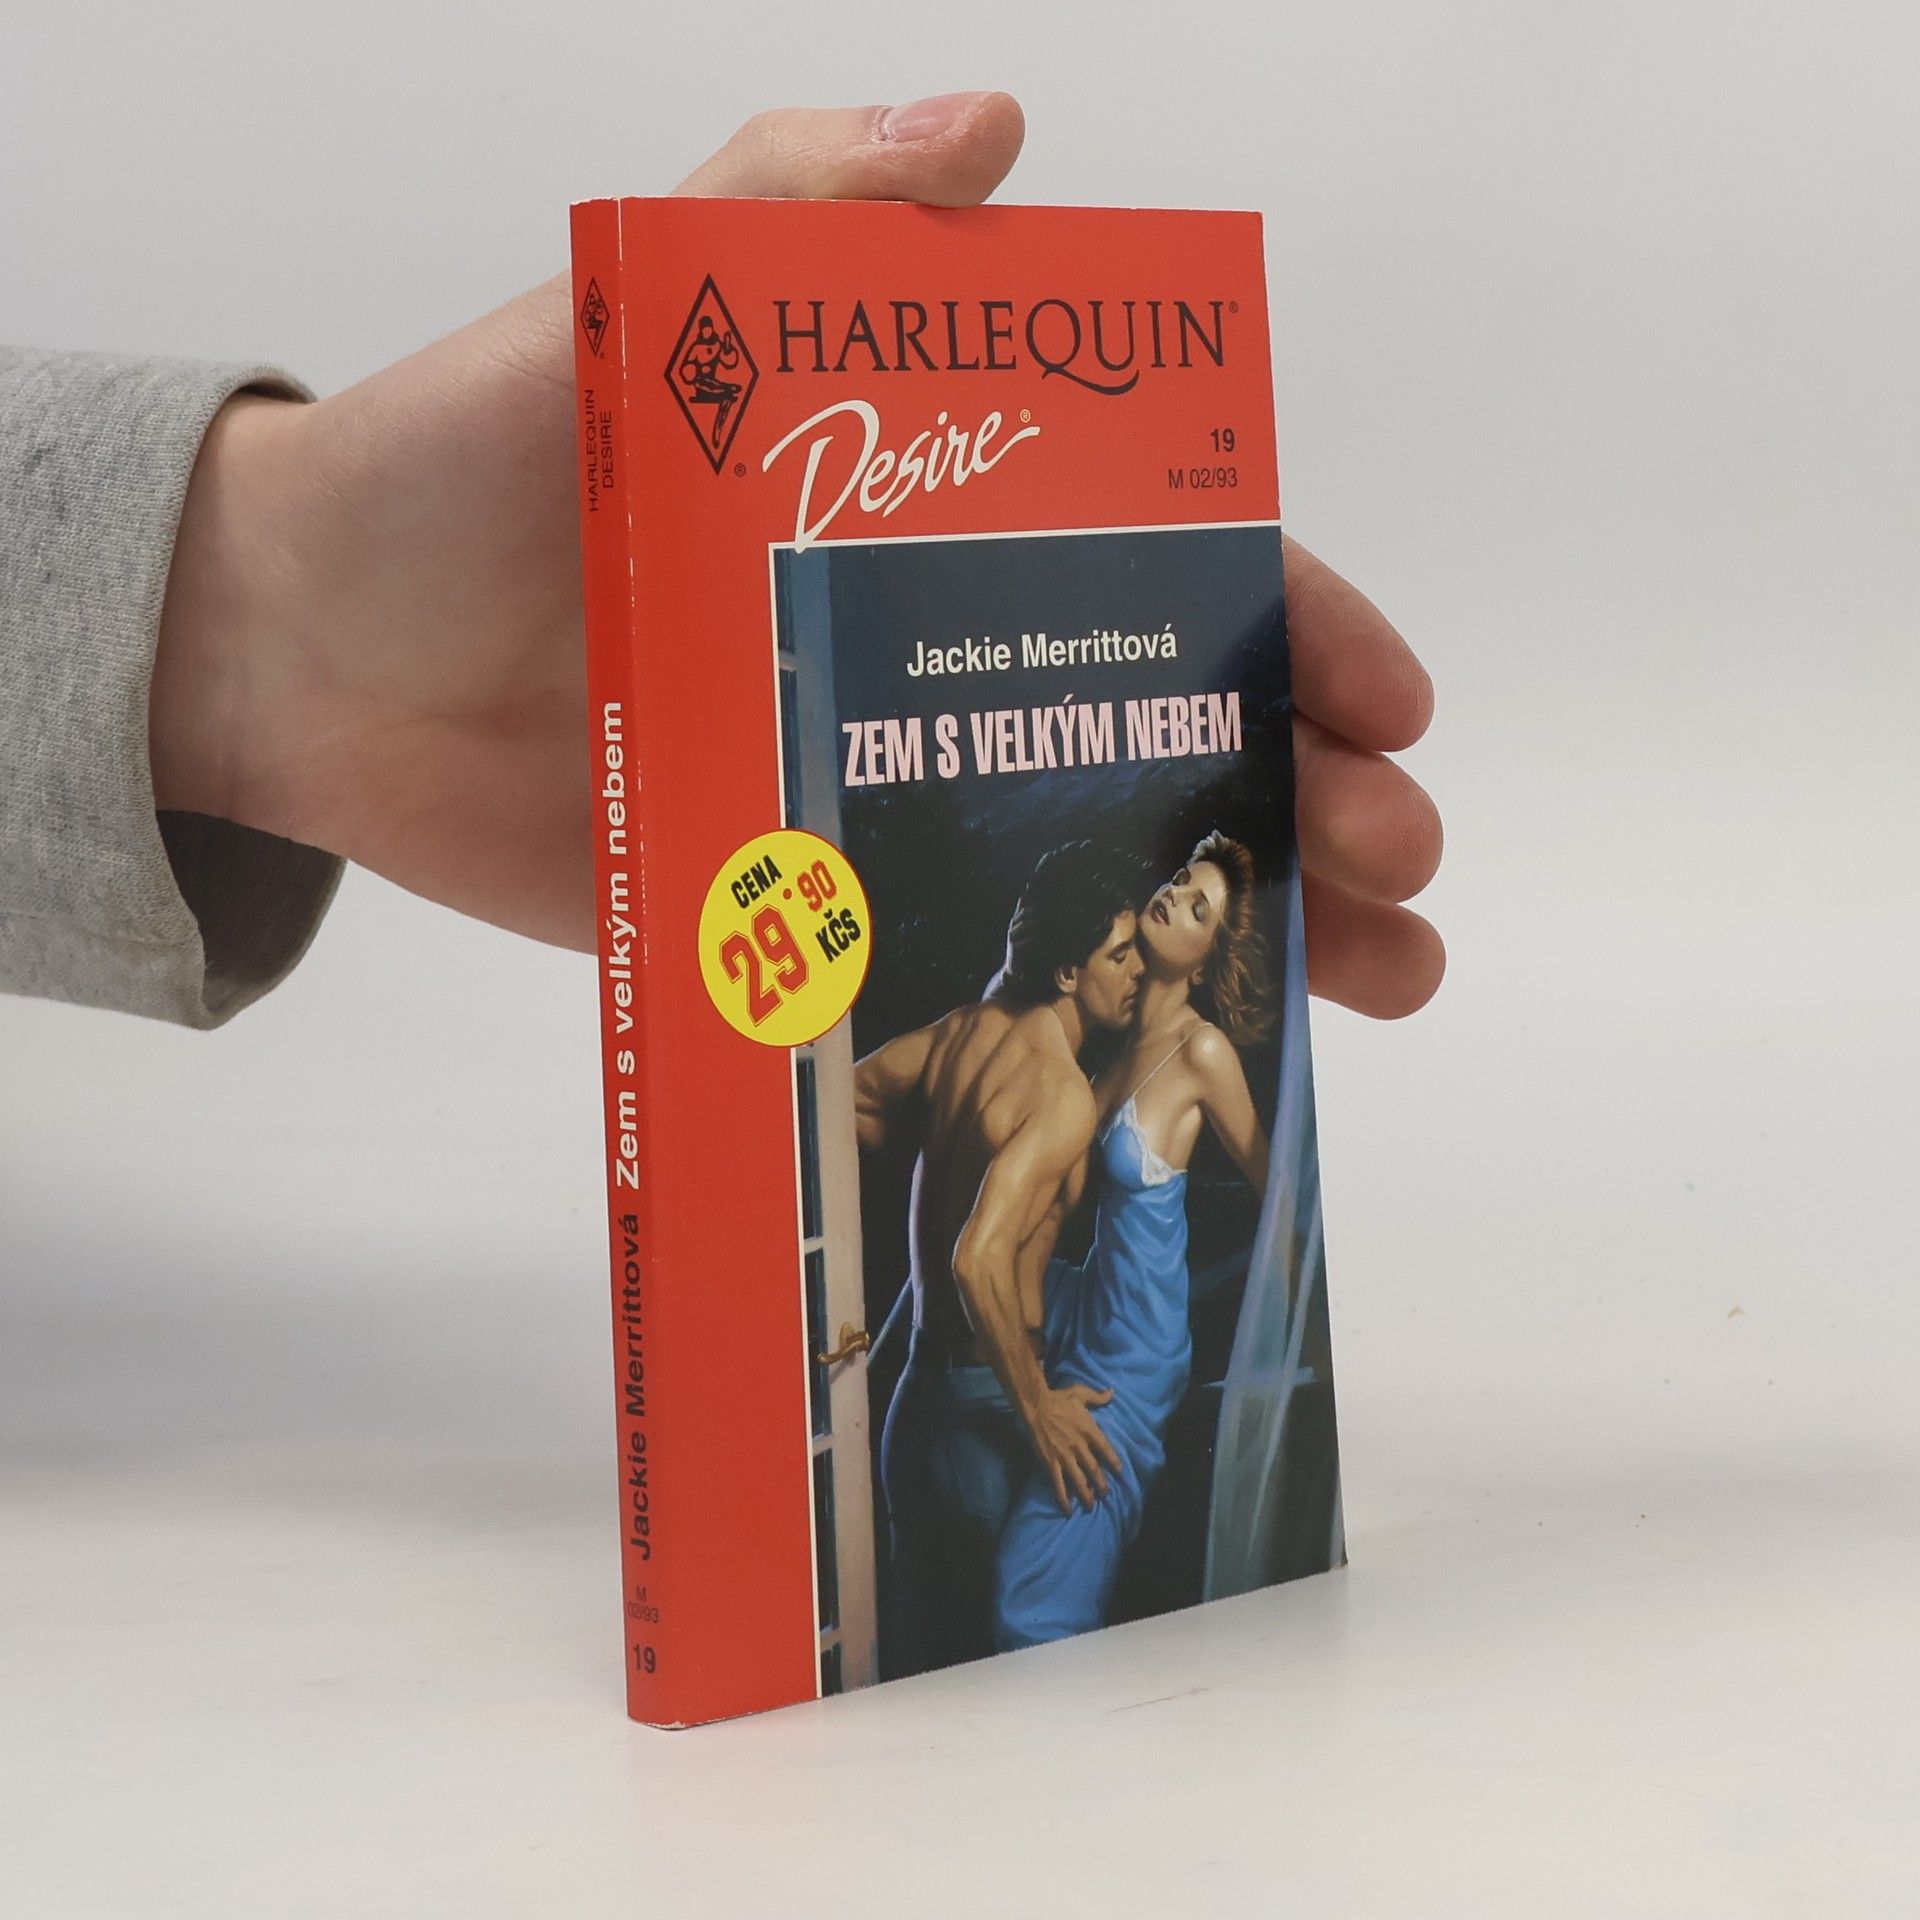 HARLEQUIN®
Desire®
19
M 02/93
Jackie Merrittová
ZEM S VELKÝM NEBEM
CENA
29.90
KČS
®
HARLEQUIN
DESIRE
Jackie Merrittová Zem s velkým nebem
M
02/93
19